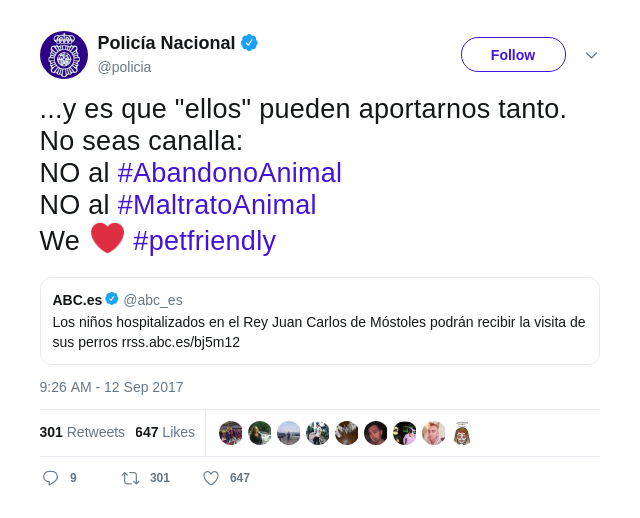 Policía Nacional
@policia
Follow
...y es que "ellos" pueden aportarnos tanto.
No seas canalla:
NO al #AbandonoAnimal
NO al #MaltratoAnimal
We ❤ #petfriendly
ABC.es @abc_es
Los niños hospitalizados en el Rey Juan Carlos de Móstoles podrán recibir la visita de
sus perros rrss.abc.es/bj5m12
9:26 AM - 12 Sep 2017
301 Retweets 647 Likes
9 301 647